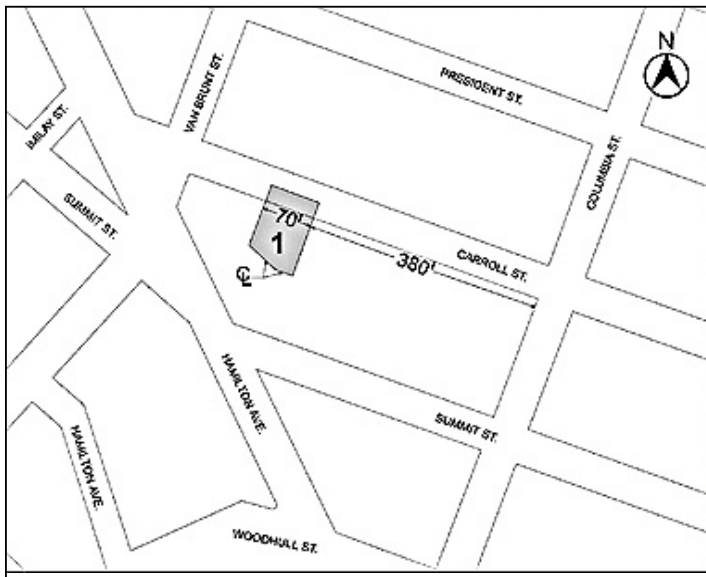 N
PRESIDENT ST.
VAN BRUNT ST.
IMLAY ST.
COLUMBIA ST.
SUMMIT ST.
70'
1
380'
CARROLL ST.
℄
HAMILTON AVE.
SUMMIT ST.
HAMILTON AVE.
WOODHULL ST.